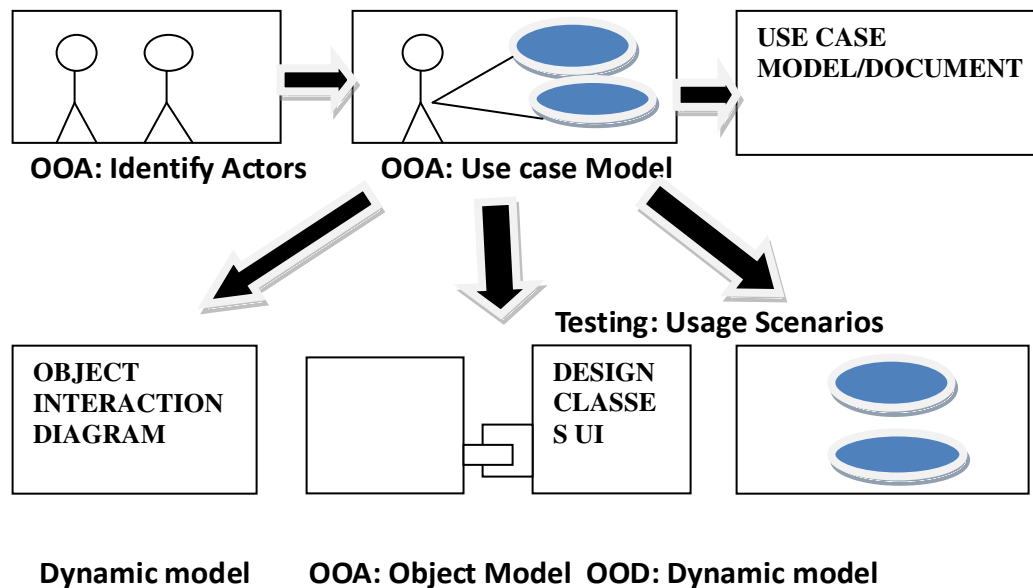 USE CASE
MODEL/DOCUMENT
OOA: Identify Actors
OOA: Use case Model
Testing: Usage Scenarios
OBJECT
INTERACTION
DIAGRAM
DESIGN
CLASSE
S UI
Dynamic model
OOA: Object Model
OOD: Dynamic model